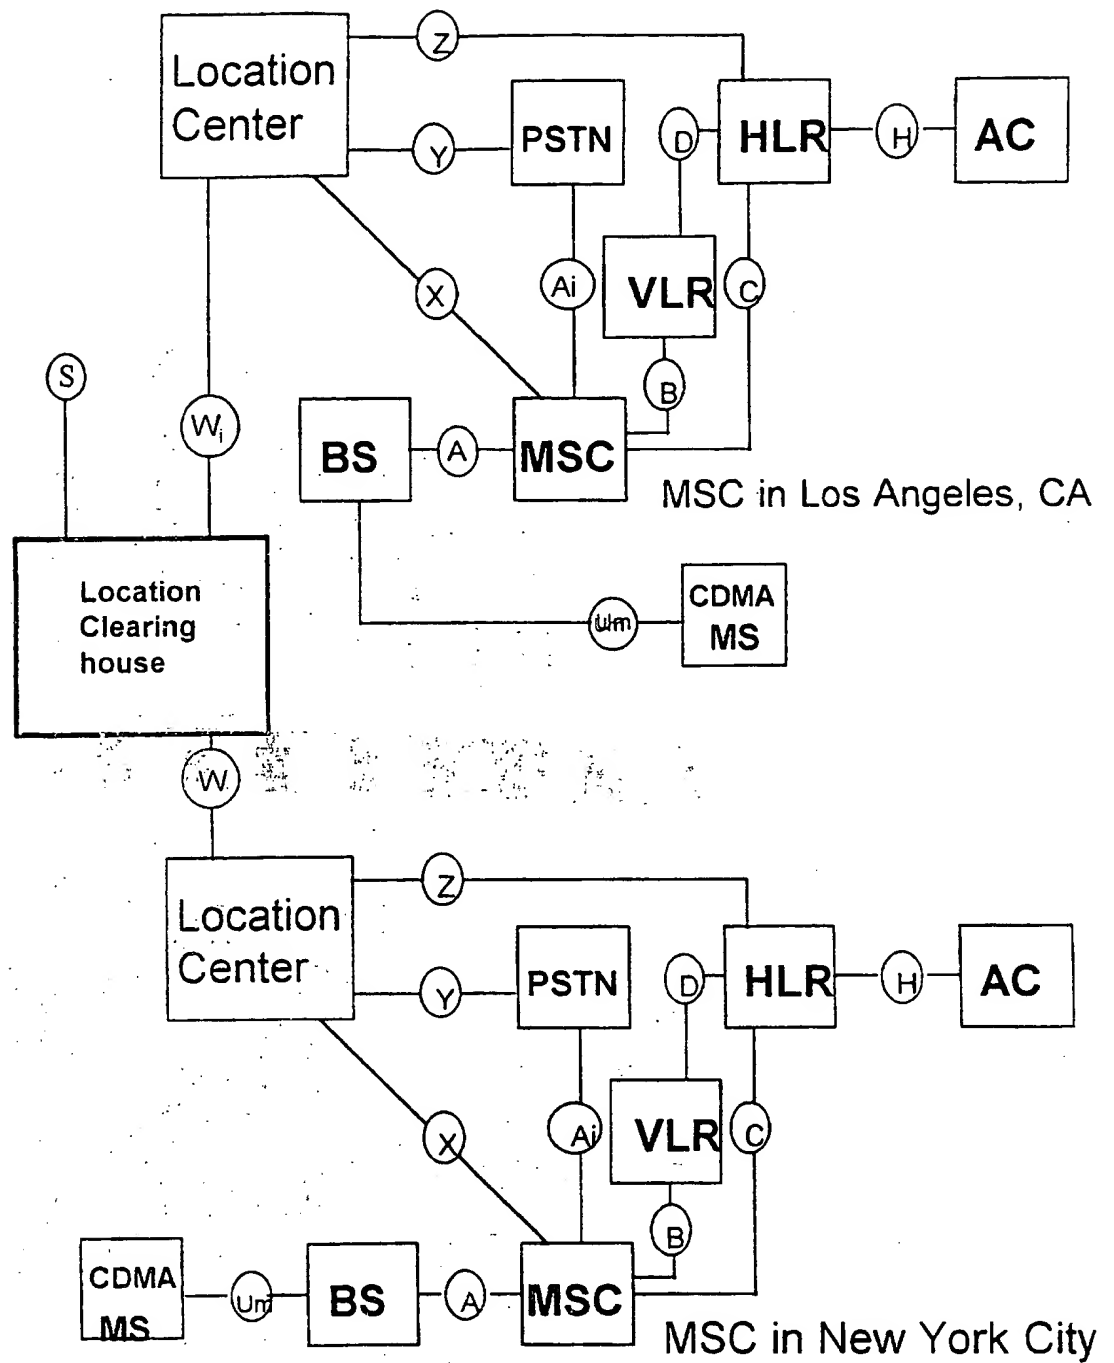 Z
Location
Center
Y
PSTN
D
HLR
H
AC
X
Ai
VLR
C
S
Wi
B
BS
A
MSC
MSC in Los Angeles, CA
Location
Clearing
house
Um
CDMA
MS
W
Z
Location
Center
Y
PSTN
D
HLR
H
AC
X
Ai
VLR
C
B
CDMA
MS
Um
BS
A
MSC
MSC in New York City